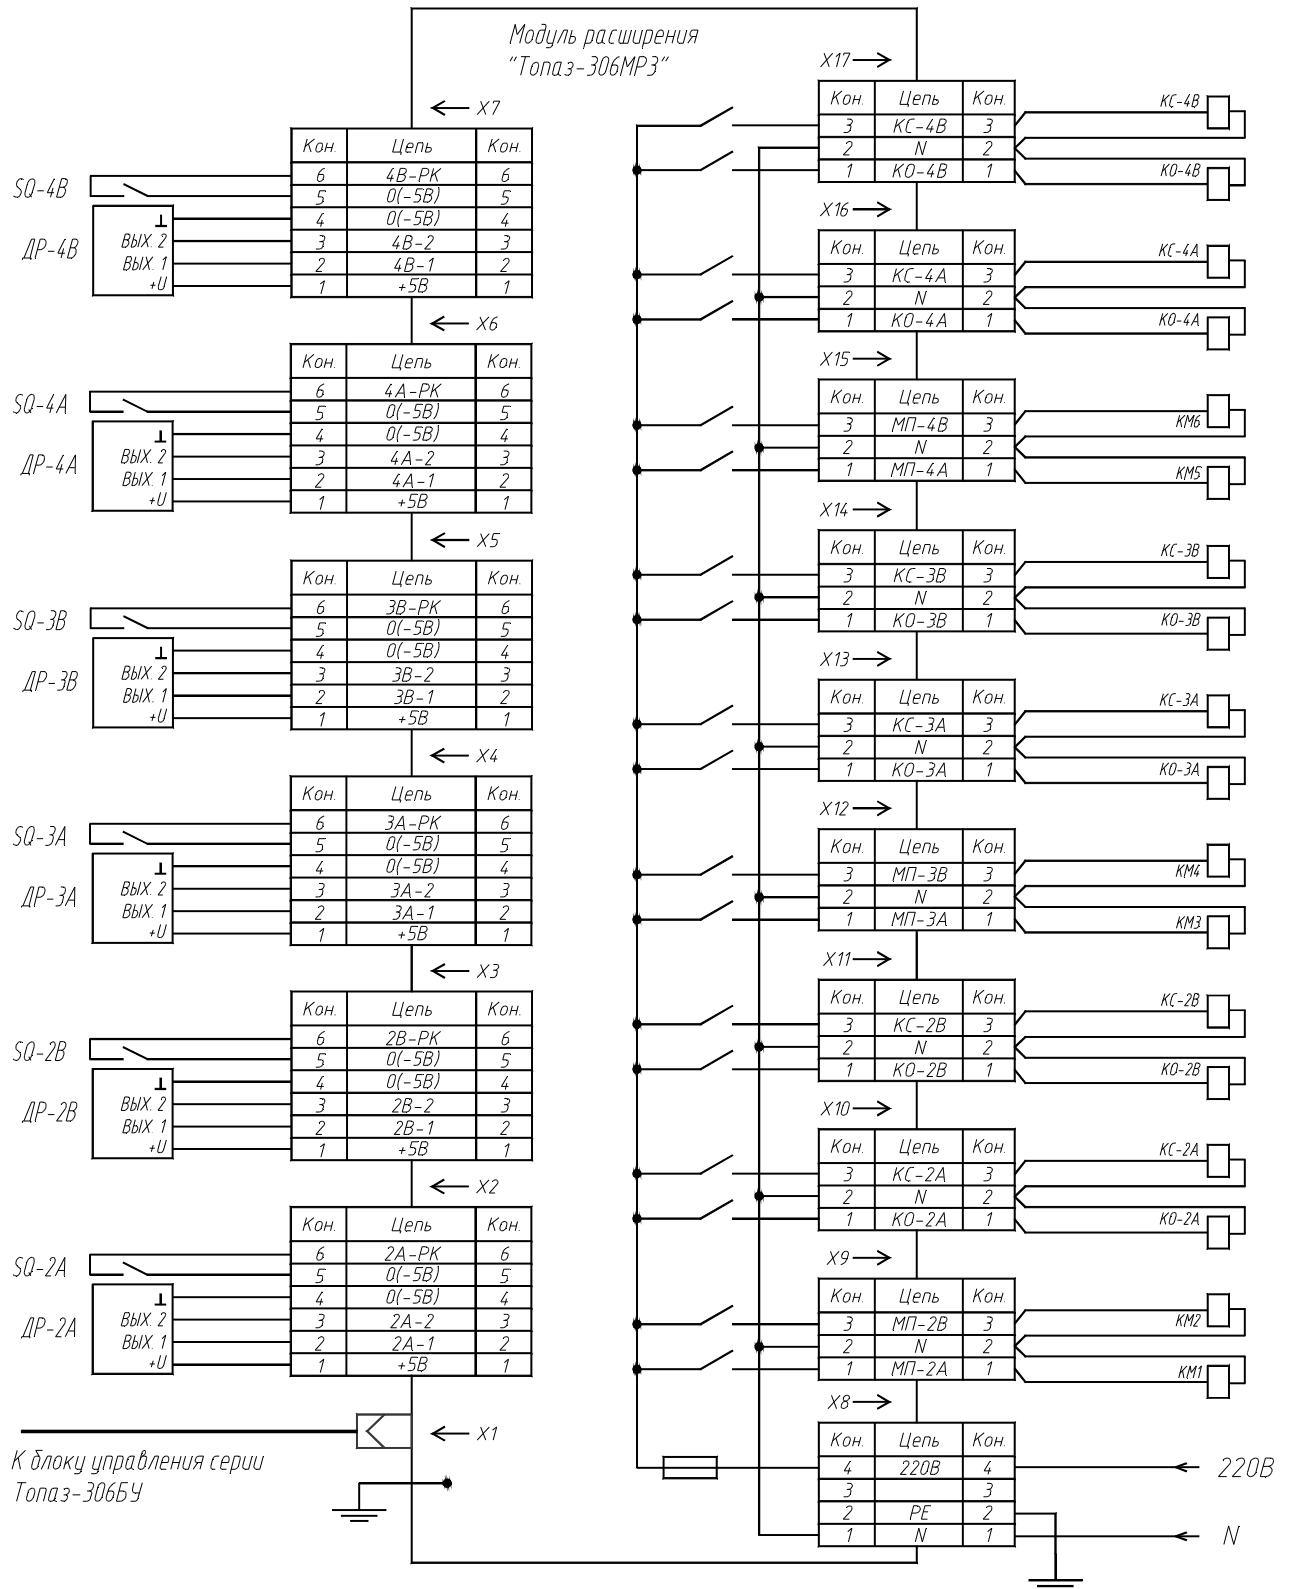 Модуль расширения
"Топаз-306МР3"
X7
Кон. Цепь Кон.
6 4В-РК 6
5 0(-5В) 5
4 0(-5В) 4
3 4В-2 3
2 4В-1 2
1 +5В 1
SQ-4В
ДР-4В
⊥
ВЫХ. 2
ВЫХ. 1
+U
X6
Кон. Цепь Кон.
6 4А-РК 6
5 0(-5В) 5
4 0(-5В) 4
3 4А-2 3
2 4А-1 2
1 +5В 1
SQ-4А
ДР-4А
⊥
ВЫХ. 2
ВЫХ. 1
+U
X5
Кон. Цепь Кон.
6 3В-РК 6
5 0(-5В) 5
4 0(-5В) 4
3 3В-2 3
2 3В-1 2
1 +5В 1
SQ-3В
ДР-3В
⊥
ВЫХ. 2
ВЫХ. 1
+U
X4
Кон. Цепь Кон.
6 3А-РК 6
5 0(-5В) 5
4 0(-5В) 4
3 3А-2 3
2 3А-1 2
1 +5В 1
SQ-3А
ДР-3А
⊥
ВЫХ. 2
ВЫХ. 1
+U
X3
Кон. Цепь Кон.
6 2В-РК 6
5 0(-5В) 5
4 0(-5В) 4
3 2В-2 3
2 2В-1 2
1 +5В 1
SQ-2В
ДР-2В
⊥
ВЫХ. 2
ВЫХ. 1
+U
X2
Кон. Цепь Кон.
6 2А-РК 6
5 0(-5В) 5
4 0(-5В) 4
3 2А-2 3
2 2А-1 2
1 +5В 1
SQ-2А
ДР-2А
⊥
ВЫХ. 2
ВЫХ. 1
+U
X1
К блоку управления серии
Топаз-306БУ
X17
Кон. Цепь Кон.
3 КС-4В 3
2 N 2
1 КО-4В 1
КС-4В
КО-4В
X16
Кон. Цепь Кон.
3 КС-4А 3
2 N 2
1 КО-4А 1
КС-4А
КО-4А
X15
Кон. Цепь Кон.
3 МП-4В 3
2 N 2
1 МП-4А 1
КМ6
КМ5
X14
Кон. Цепь Кон.
3 КС-3В 3
2 N 2
1 КО-3В 1
КС-3В
КО-3В
X13
Кон. Цепь Кон.
3 КС-3А 3
2 N 2
1 КО-3А 1
КС-3А
КО-3А
X12
Кон. Цепь Кон.
3 МП-3В 3
2 N 2
1 МП-3А 1
КМ4
КМ3
X11
Кон. Цепь Кон.
3 КС-2В 3
2 N 2
1 КО-2В 1
КС-2В
КО-2В
X10
Кон. Цепь Кон.
3 КС-2А 3
2 N 2
1 КО-2А 1
КС-2А
КО-2А
X9
Кон. Цепь Кон.
3 МП-2В 3
2 N 2
1 МП-2А 1
КМ2
КМ1
X8
Кон. Цепь Кон.
4 220В 4
3 3
2 PE 2
1 N 1
220В
N